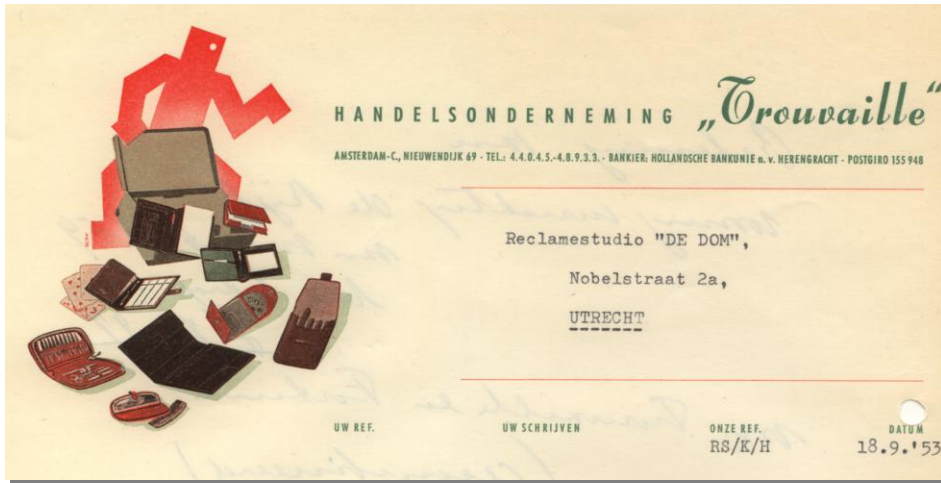 HANDELSONDERNEMING „Trouvaille“
AMSTERDAM-C., NIEUWENDIJK 69 - TEL.: 4.4.0.4.5.-4.8.9.3.3. - BANKIER: HOLLANDSCHE BANKUNIE n. v. HERENGRACHT - POSTGIRO 155948
Reclamestudio "DE DOM",
Nobelstraat 2a,
UTRECHT
UW REF. UW SCHRIJVEN ONZE REF. DATUM
RS/K/H 18.9.'53